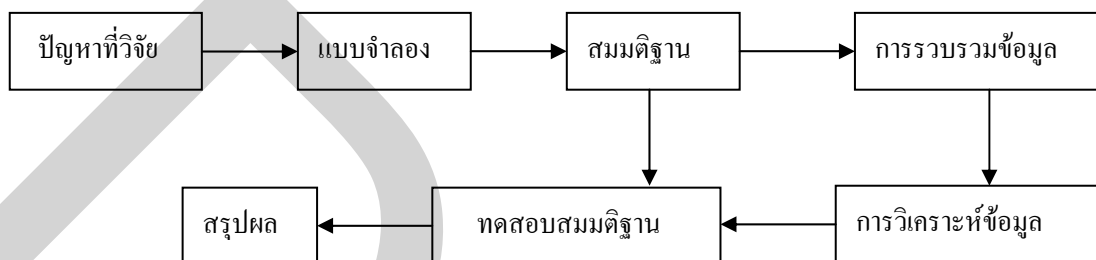 ปัญหาที่วิจัย
แบบจำลอง
สมมติฐาน
การรวบรวมข้อมูล
สรุปผล
ทดสอบสมมติฐาน
การวิเคราะห์ข้อมูล